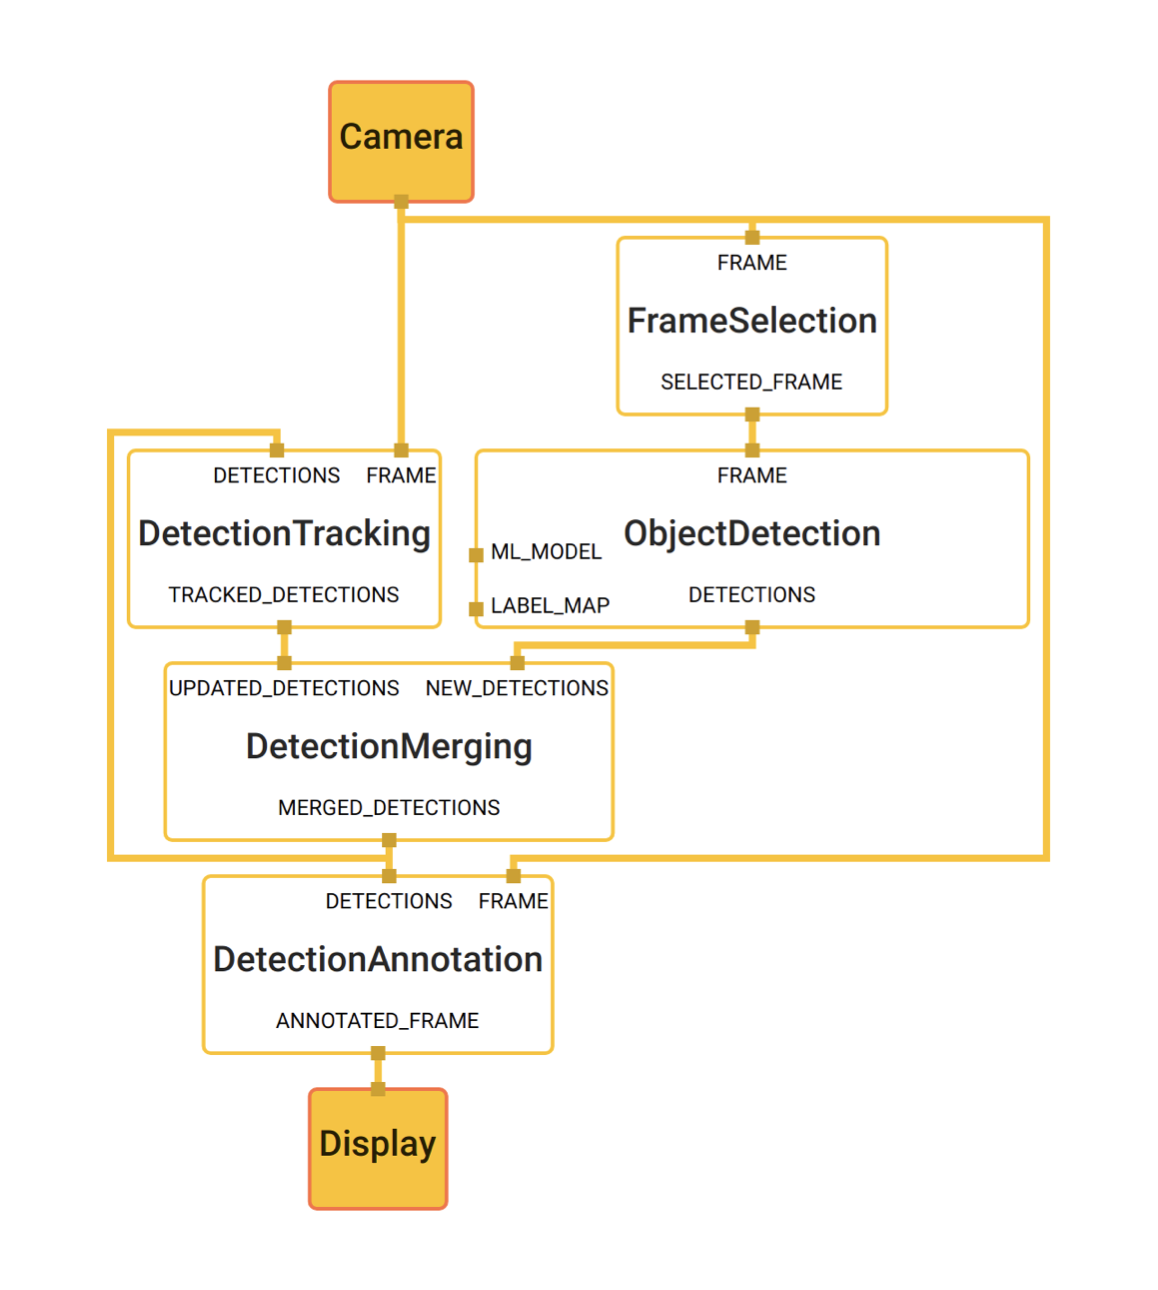 Camera
FRAME
FrameSelection
SELECTED_FRAME
DETECTIONS FRAME
DetectionTracking
TRACKED_DETECTIONS
FRAME
ObjectDetection
ML_MODEL
LABEL_MAP
DETECTIONS
UPDATED_DETECTIONS NEW_DETECTIONS
DetectionMerging
MERGED_DETECTIONS
DETECTIONS FRAME
DetectionAnnotation
ANNOTATED_FRAME
Display